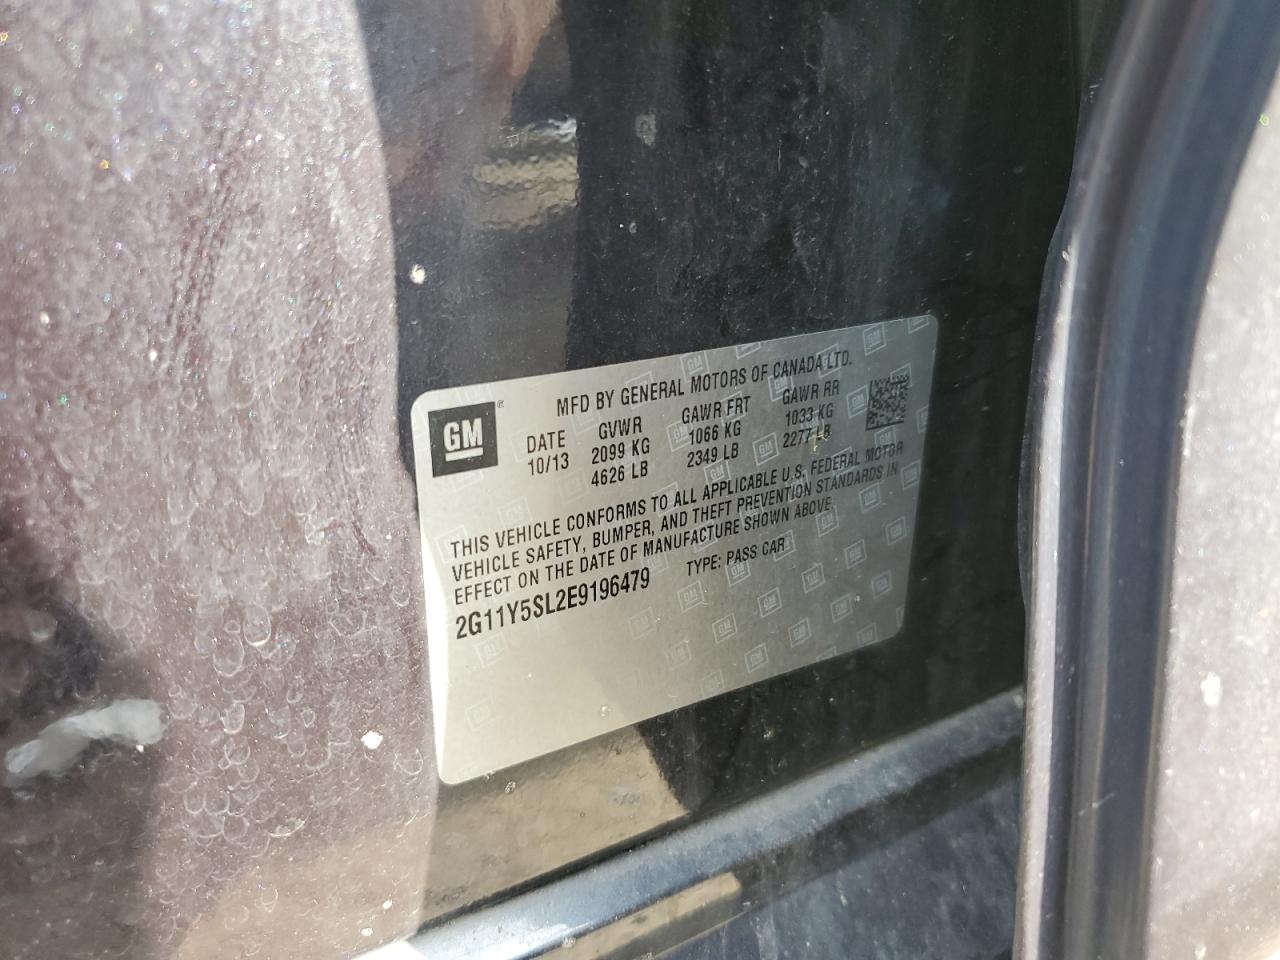 MFD BY GENERAL MOTORS OF CANADA LTD.
GM ®
DATE GVWR GAWR FRT GAWR RR
10/13 2099 KG 1066 KG 1033 KG
4626 LB 2349 LB 2277 LB
THIS VEHICLE CONFORMS TO ALL APPLICABLE U.S. FEDERAL MOTOR
VEHICLE SAFETY, BUMPER, AND THEFT PREVENTION STANDARDS IN
EFFECT ON THE DATE OF MANUFACTURE SHOWN ABOVE
2G11Y5SL2E9196479 TYPE: PASS CAR